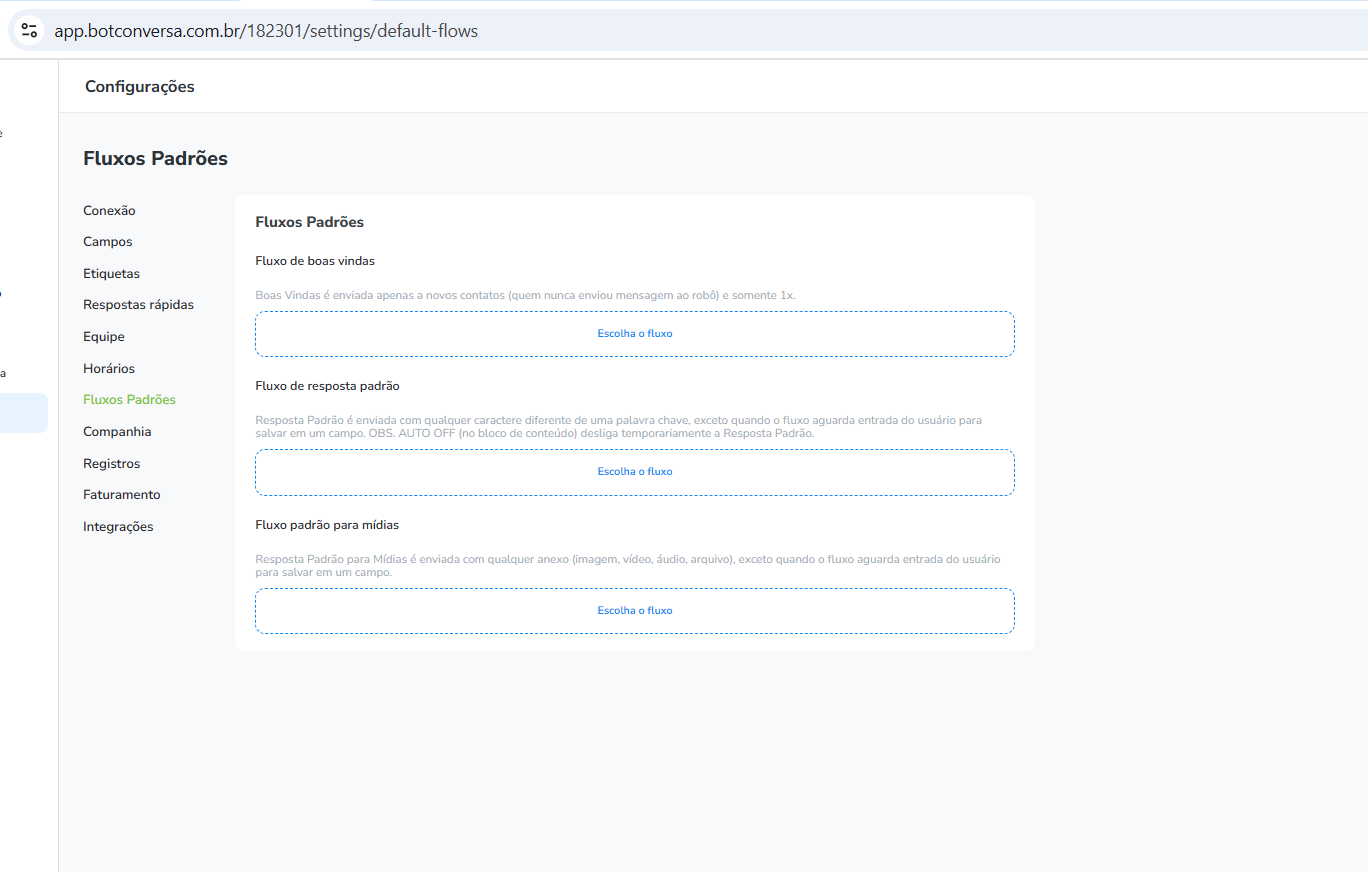 app.botconversa.com.br/182301/settings/default-flows
Configurações
e
Fluxos Padrões
Conexão
Campos
Etiquetas
Respostas rápidas
Equipe
Horários
Fluxos Padrões
Companhia
Registros
Faturamento
Integrações
o
a
Fluxos Padrões
Fluxo de boas vindas
Boas Vindas é enviada apenas a novos contatos (quem nunca enviou mensagem ao robô) e somente 1x.
Escolha o fluxo
Fluxo de resposta padrão
Resposta Padrão é enviada com qualquer caractere diferente de uma palavra chave, exceto quando o fluxo aguarda entrada do usuário para
salvar em um campo. OBS. AUTO OFF (no bloco de conteúdo) desliga temporariamente a Resposta Padrão.
Escolha o fluxo
Fluxo padrão para mídias
Resposta Padrão para Mídias é enviada com qualquer anexo (imagem, vídeo, áudio, arquivo), exceto quando o fluxo aguarda entrada do usuário
para salvar em um campo.
Escolha o fluxo